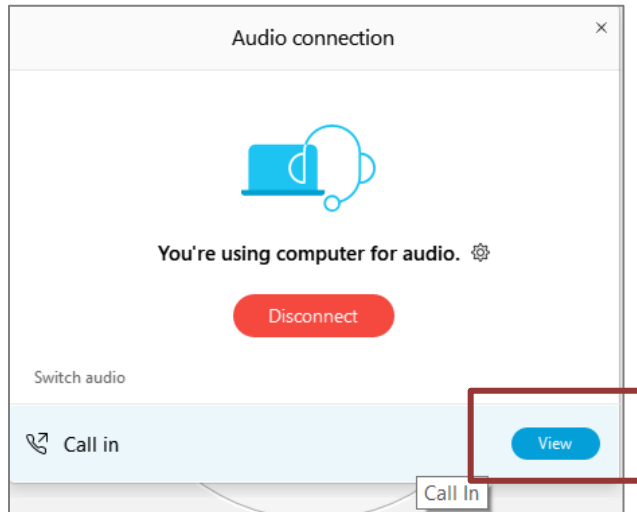 Audio connection
You're using computer for audio.
Disconnect
Switch audio
Call in
View
Call In